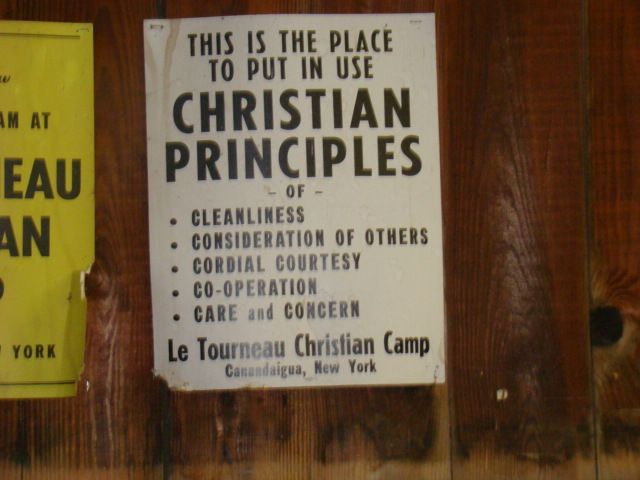 THIS IS THE PLACE
TO PUT IN USE
CHRISTIAN
PRINCIPLES
- OF -
• CLEANLINESS
• CONSIDERATION OF OTHERS
• CORDIAL COURTESY
• CO-OPERATION
• CARE and CONCERN
Le Tourneau Christian Camp
Canandaigua, New York
AM AT
EAU
AN
YORK